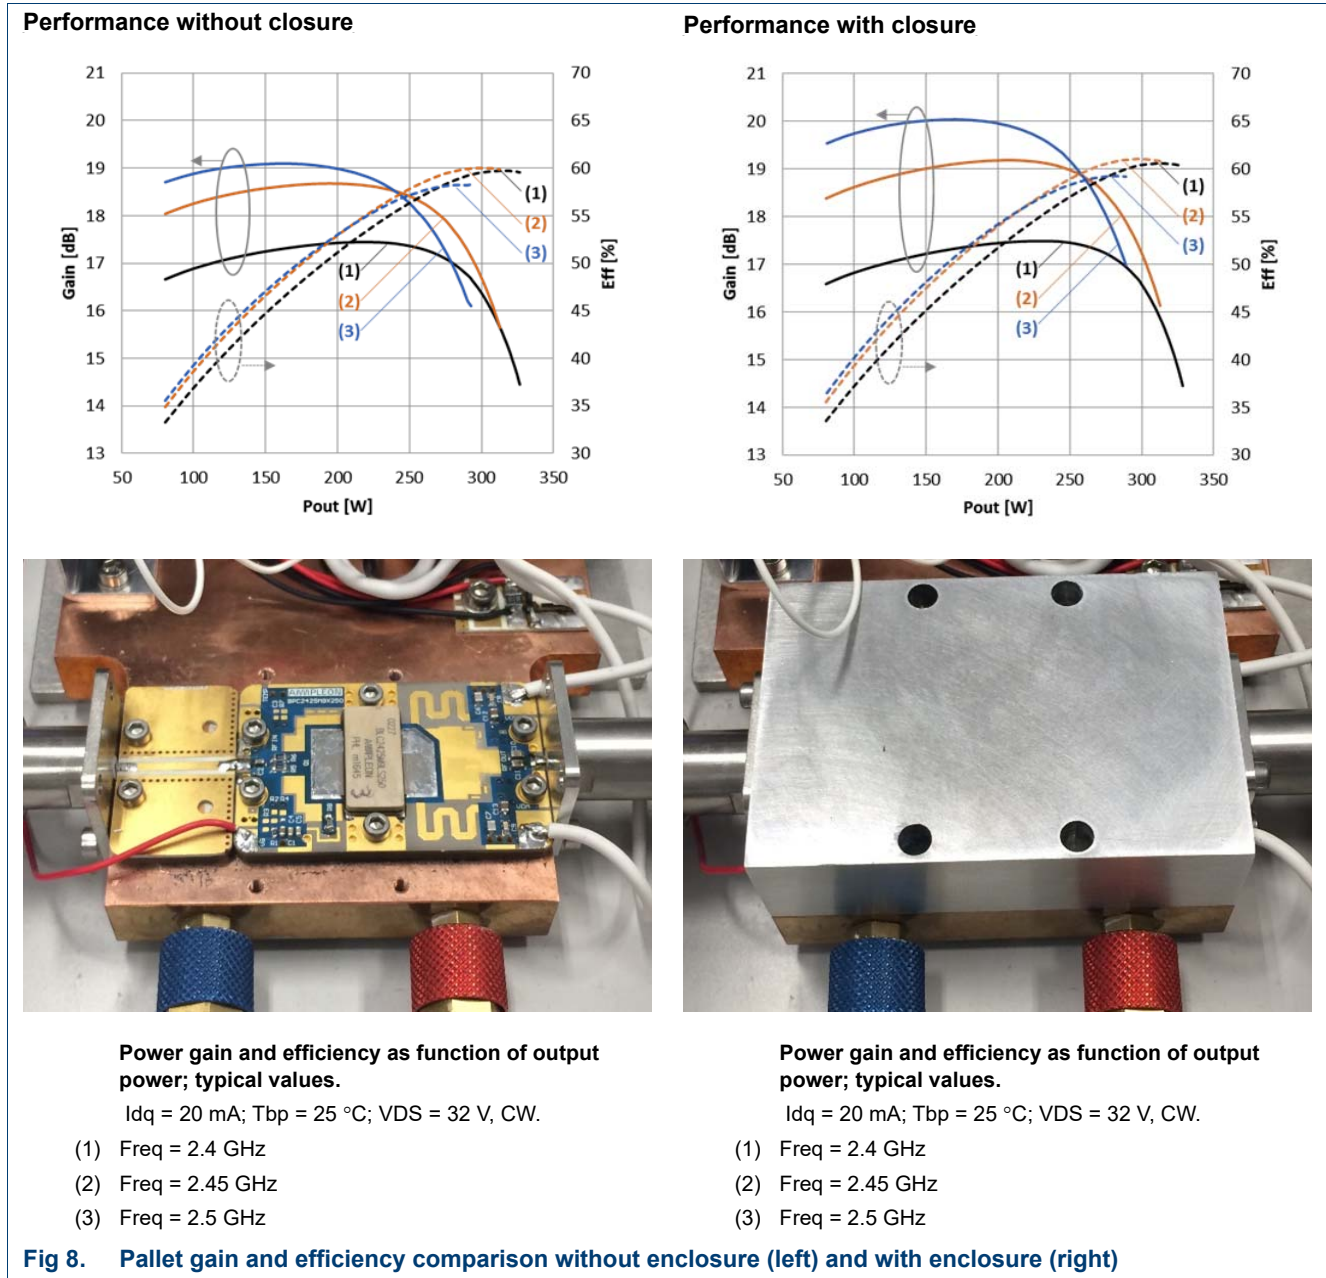 Performance without closure
Performance with closure
21
20
19
18
17
16
15
14
13
Gain [dB]
70
65
60
55
50
45
40
35
30
Eff [%]
(1)
(2)
(3)
(1)
(2)
(3)
50 100 150 200 250 300 350
Pout [W]
21
20
19
18
17
16
15
14
13
Gain [dB]
70
65
60
55
50
45
40
35
30
Eff [%]
(1)
(2)
(3)
(1)
(2)
(3)
50 100 150 200 250 300 350
Pout [W]
AMPLEON
BPC2425M9X250
BLC2425M9LS250
AMPLEON
3
Power gain and efficiency as function of output
power; typical values.
Idq = 20 mA; Tbp = 25 °C; VDS = 32 V, CW.
(1) Freq = 2.4 GHz
(2) Freq = 2.45 GHz
(3) Freq = 2.5 GHz
Power gain and efficiency as function of output
power; typical values.
Idq = 20 mA; Tbp = 25 °C; VDS = 32 V, CW.
(1) Freq = 2.4 GHz
(2) Freq = 2.45 GHz
(3) Freq = 2.5 GHz
Fig 8. Pallet gain and efficiency comparison without enclosure (left) and with enclosure (right)